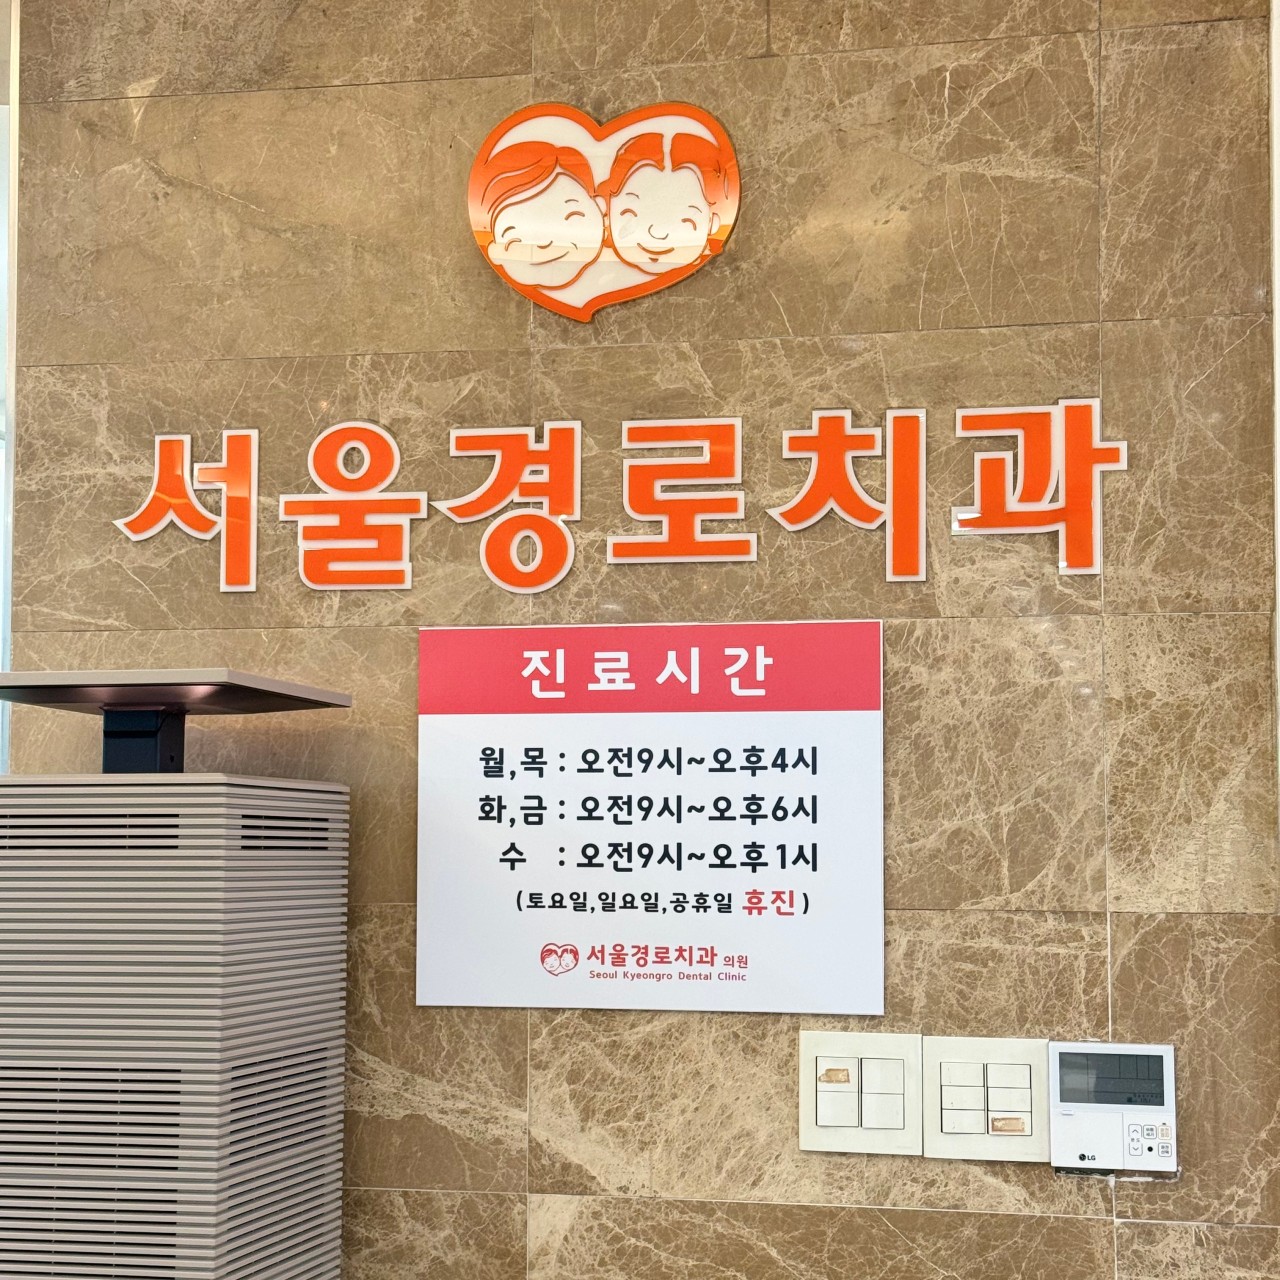 서울경로치과
진료시간
월,목 : 오전9시~오후4시
화,금 : 오전9시~오후6시
수 : 오전9시~오후1시
(토요일,일요일,공휴일 휴진)
서울경로치과 의원
Seoul Kyeongro Dental Clinic
LG